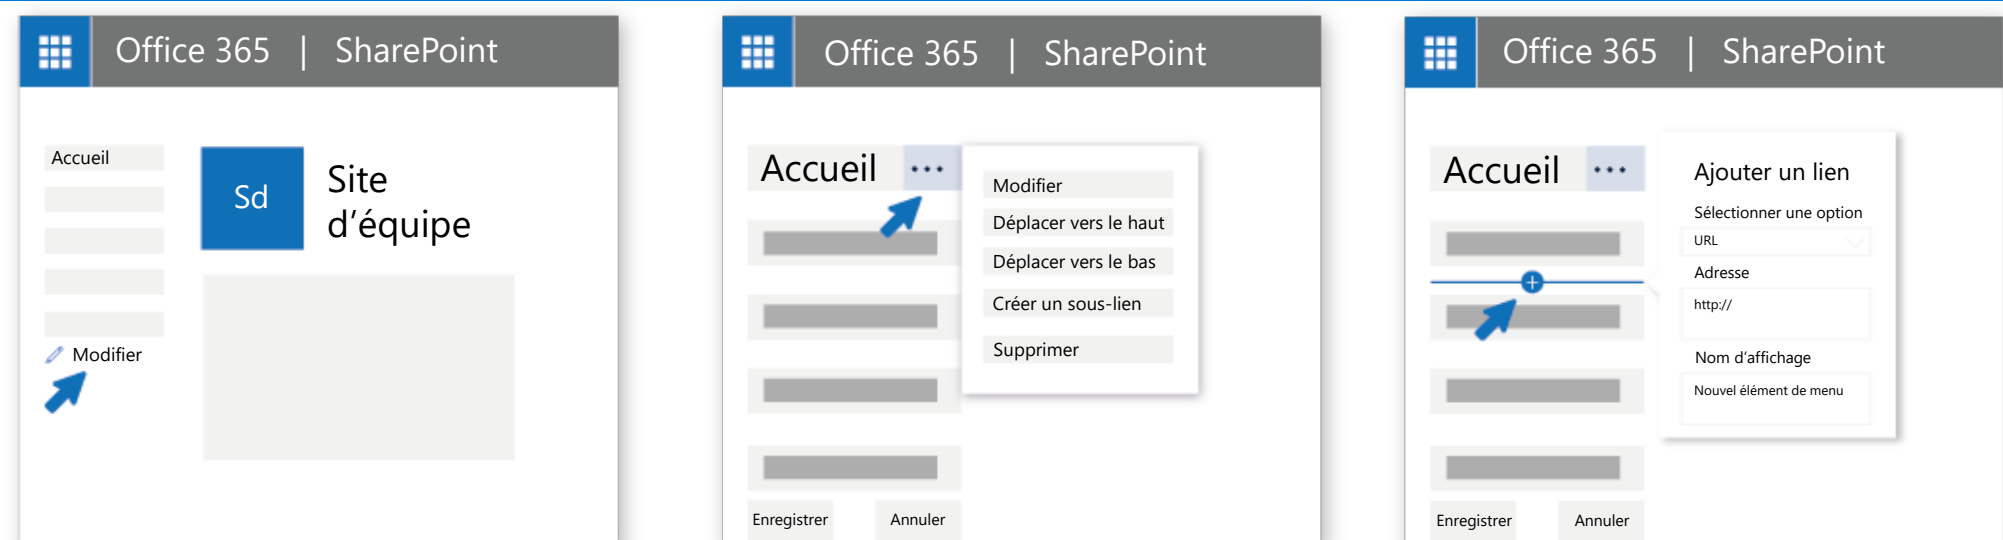 Office 365 | SharePoint
Accueil
Sd
Site
d’équipe
Modifier
Office 365 | SharePoint
Accueil
Modifier
Déplacer vers le haut
Déplacer vers le bas
Créer un sous-lien
Supprimer
Enregistrer
Annuler
Office 365 | SharePoint
Accueil
Ajouter un lien
Sélectionner une option
URL
Adresse
http://
Nom d’affichage
Nouvel élément de menu
Enregistrer
Annuler